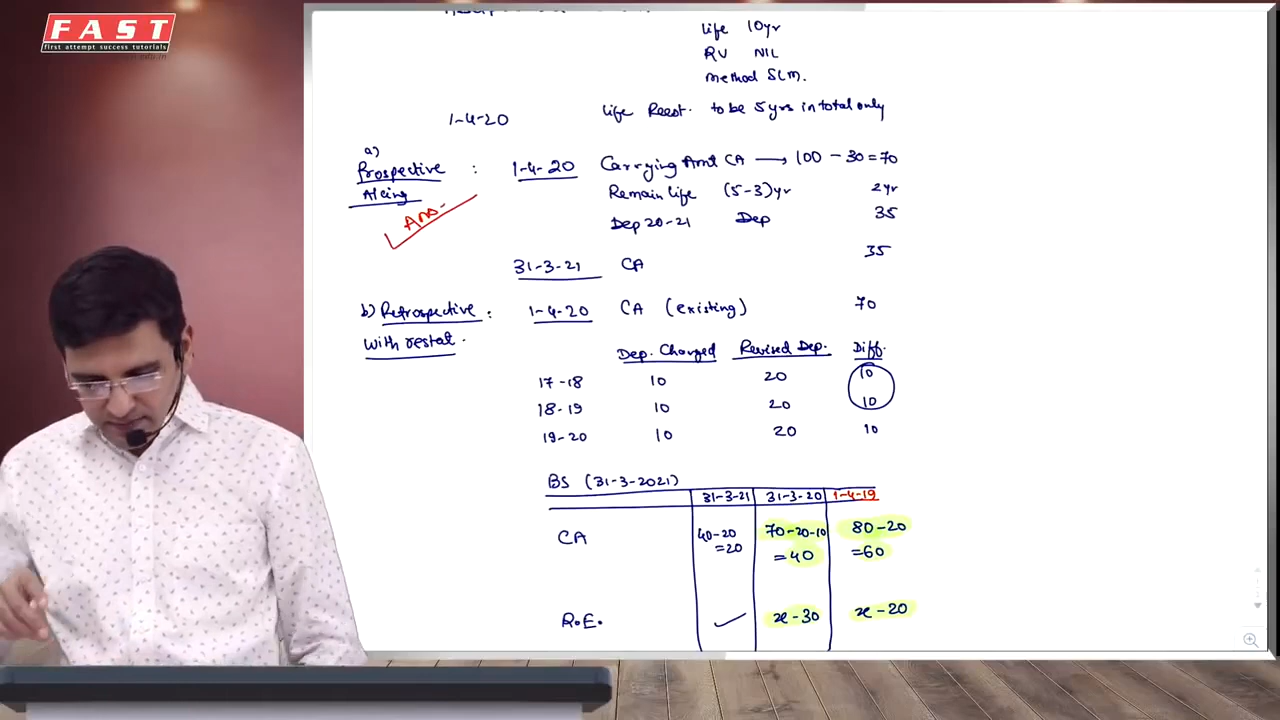 FAST
first attempt success tutorials
life 10yr
RV NIL
method SLM.
1-4-20 life Reest. to be 5 yrs in total only
a)
Prospective : 1-4-20 Carrying Amt CA → 100 - 30 = 70
Alcing Remain life (5-3)yr 2yr
Ans. Dep 20-21 Dep 35
31-3-21 CA 35
b) Retrospective : 1-4-20 CA (existing) 70
with restat.
Dep. Charged Revised Dep. Diff.
17-18 10 20 10
18-19 10 20 10
19-20 10 20 10
BS (31-3-2021)
31-3-21 31-3-20 1-4-19
CA 40-20 70-20-10 80-20
=20 =40 =60
R.E. ✓ x-30 x-20